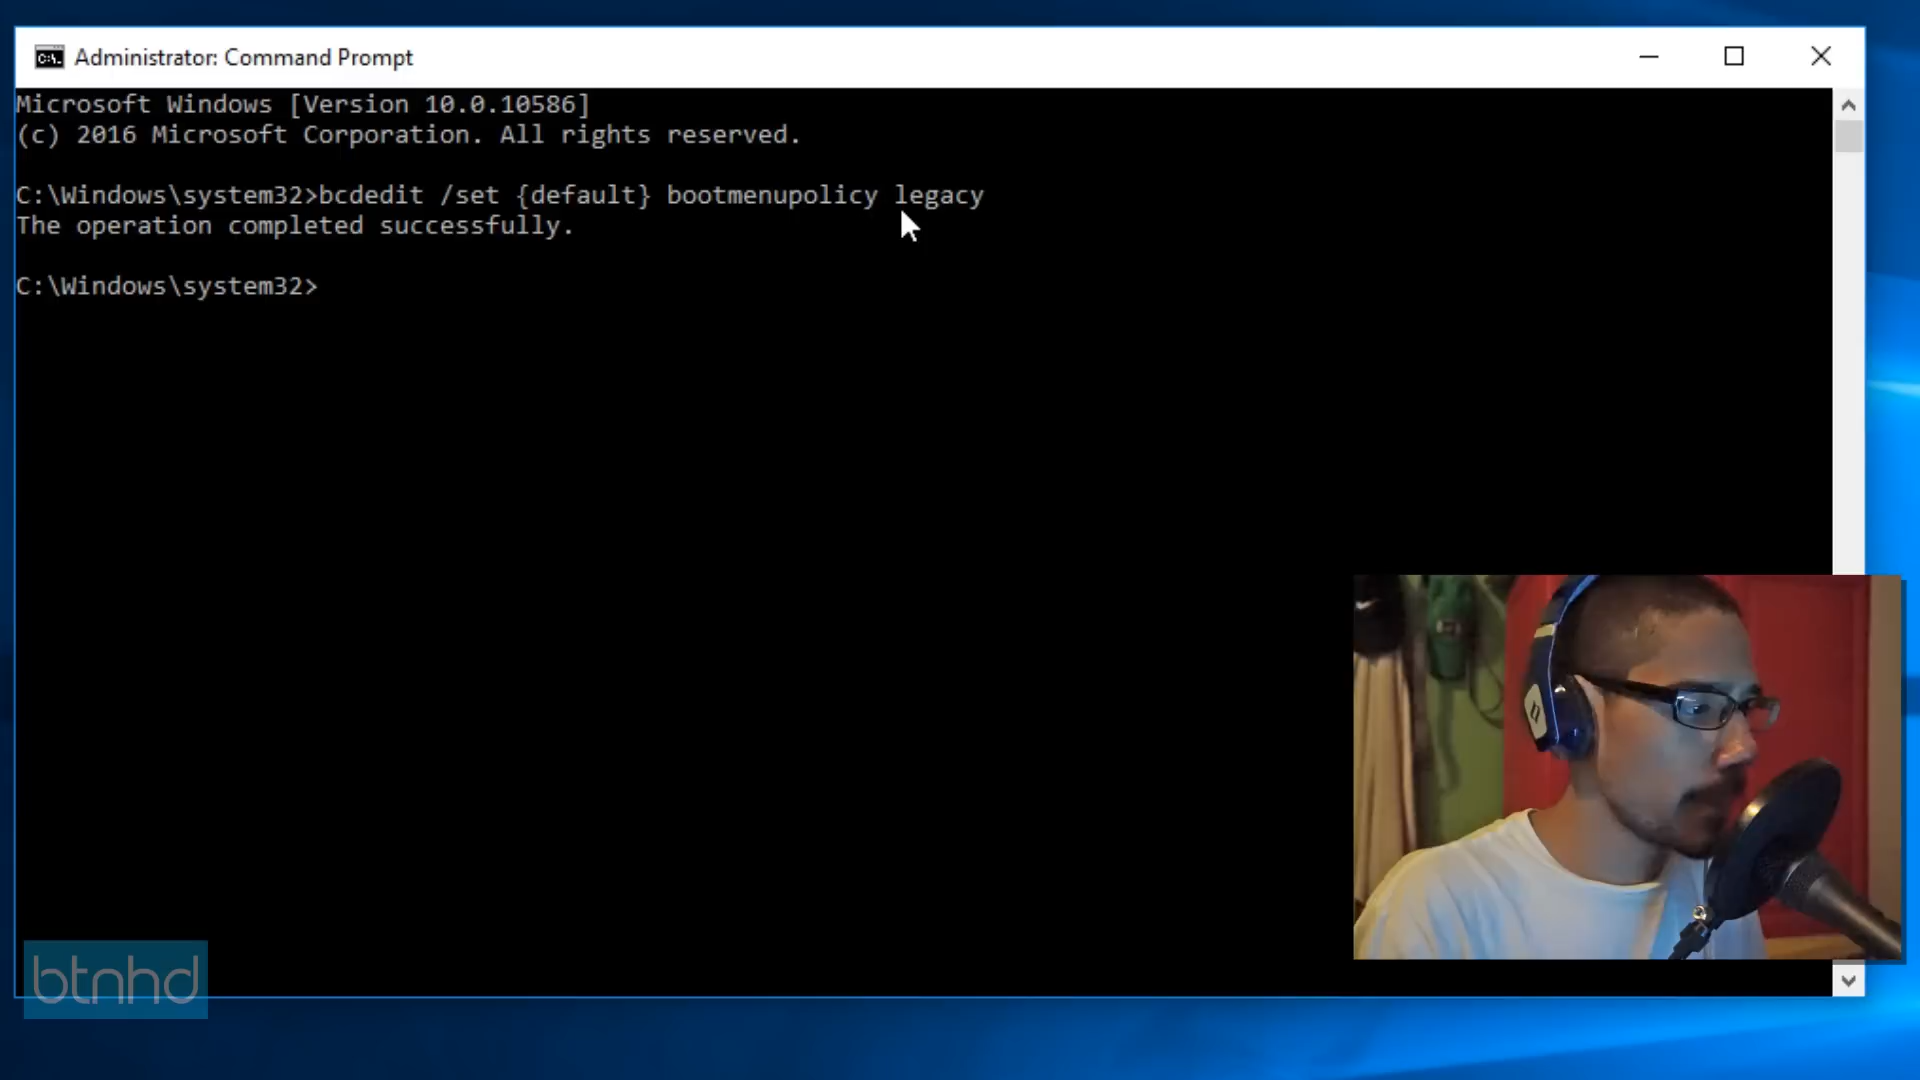 Administrator: Command Prompt
Microsoft Windows [Version 10.0.10586]
(c) 2016 Microsoft Corporation. All rights reserved.
C:\Windows\system32>bcdedit /set {default} bootmenupolicy legacy
The operation completed successfully.
C:\Windows\system32>
btnhd